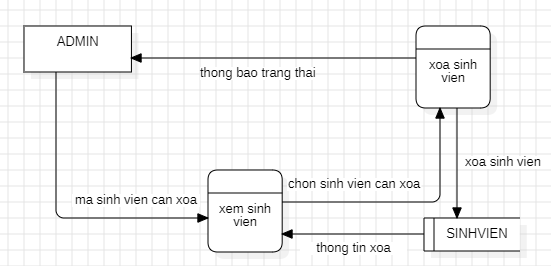 ADMIN
thong bao trang thai
xoa sinh
vien
xoa sinh vien
chon sinh vien can xoa
ma sinh vien can xoa
xem sinh
vien
SINHVIEN
thong tin xoa